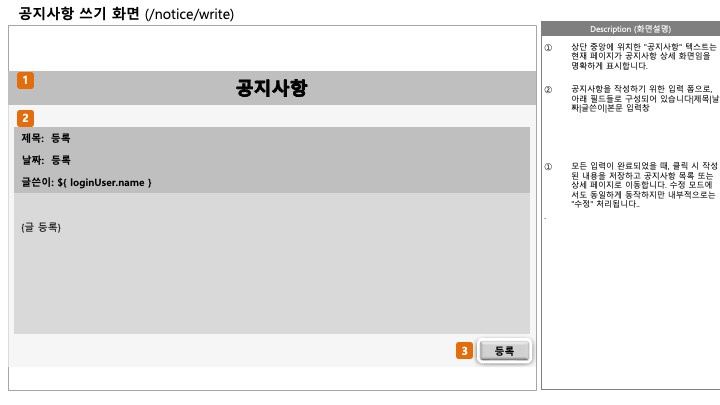 공지사항 쓰기 화면 (/notice/write)
1
공지사항
2
제목: 등록
날짜: 등록
글쓴이: ${ loginUser.name }
{글 등록}
3
등록
Description (화면설명)
① 상단 중앙에 위치한 "공지사항" 텍스트는
현재 페이지가 공지사항 상세 화면임을
명확하게 표시합니다.
② 공지사항을 작성하기 위한 입력 폼으로,
아래 필드들로 구성되어 있습니다|제목|날
짜|글쓴이|본문 입력창
① 모든 입력이 완료되었을 때, 클릭 시 작성
된 내용을 저장하고 공지사항 목록 또는
상세 페이지로 이동합니다. 수정 모드에
서도 동일하게 동작하지만 내부적으로는
"수정" 처리됩니다..
.